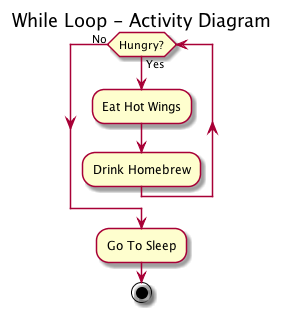 While Loop - Activity Diagram
No
Hungry?
Yes
Eat Hot Wings
Drink Homebrew
Go To Sleep